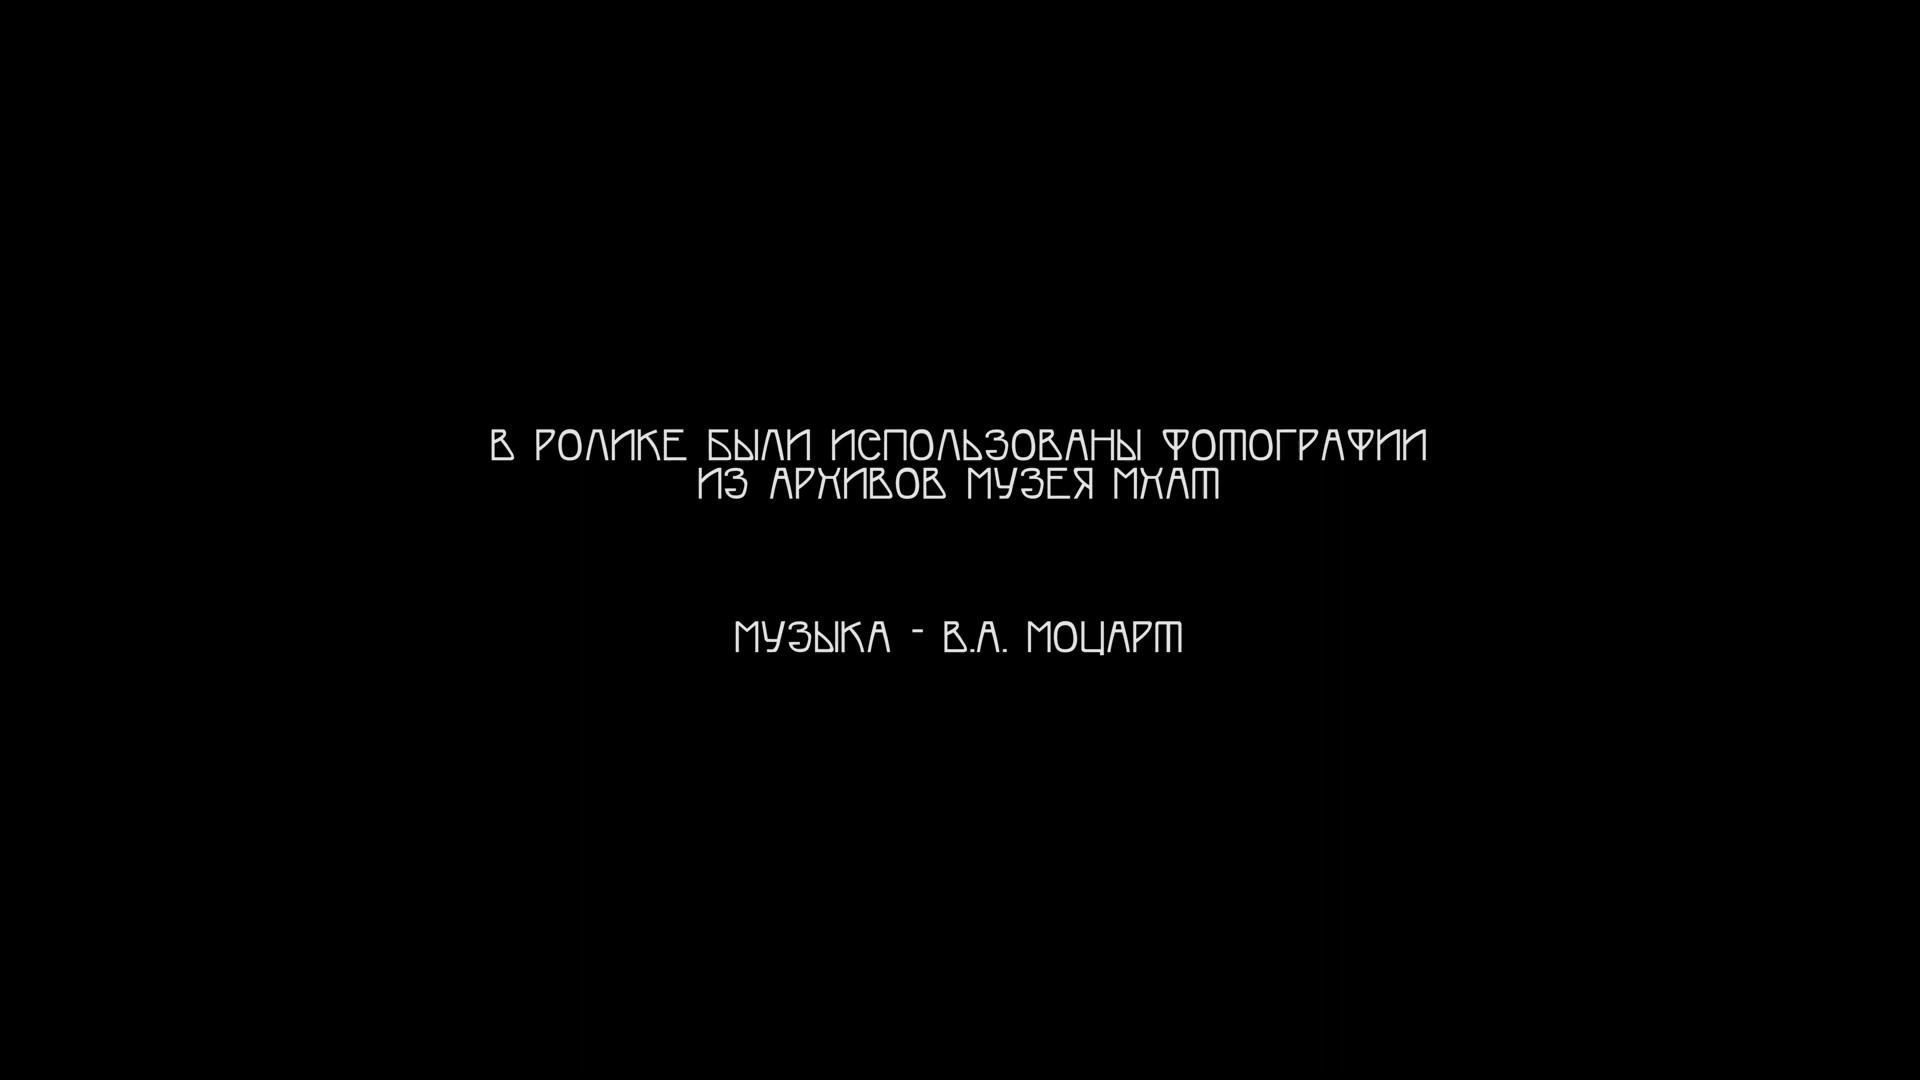 В РОЛИКЕ БЫЛИ ИСПОЛЬЗОВАНЫ ФОТОГРАФИИ
ИЗ АРХИВОВ МУЗЕЯ МХАТ
МУЗЫКА - В.А. МОЦАРТ